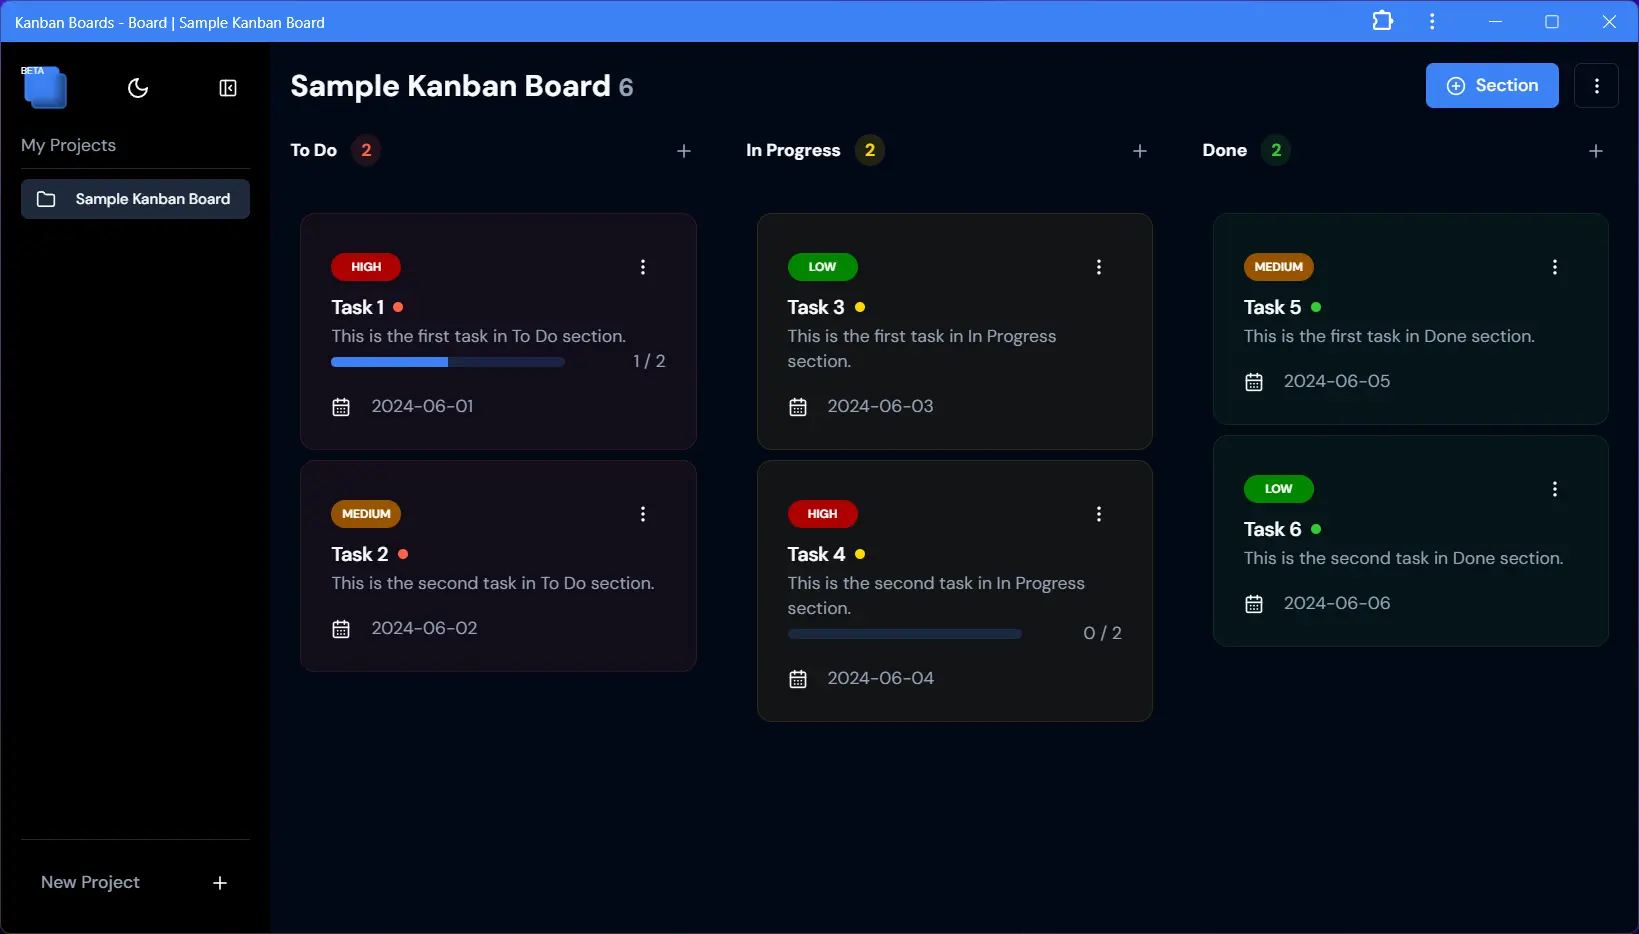 Kanban Boards - Board | Sample Kanban Board
BETA
My Projects
Sample Kanban Board
New Project
Sample Kanban Board 6
Section
To Do 2
HIGH
Task 1
This is the first task in To Do section.
1 / 2
2024-06-01
MEDIUM
Task 2
This is the second task in To Do section.
2024-06-02
In Progress 2
LOW
Task 3
This is the first task in In Progress
section.
2024-06-03
HIGH
Task 4
This is the second task in In Progress
section.
0 / 2
2024-06-04
Done 2
MEDIUM
Task 5
This is the first task in Done section.
2024-06-05
LOW
Task 6
This is the second task in Done section.
2024-06-06